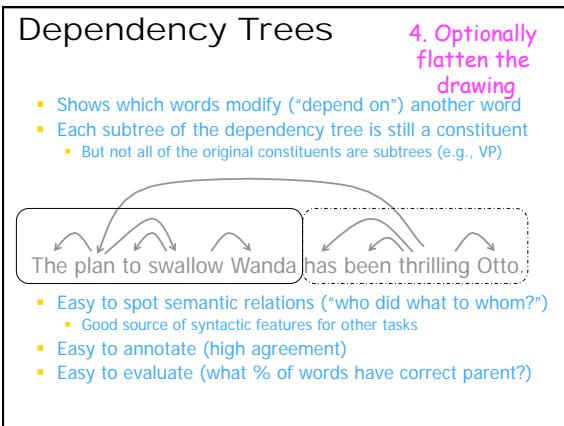 Dependency Trees
4. Optionally
flatten the
drawing
▪ Shows which words modify (“depend on”) another word
▪ Each subtree of the dependency tree is still a constituent
▪ But not all of the original constituents are subtrees (e.g., VP)
The plan to swallow Wanda has been thrilling Otto.
▪ Easy to spot semantic relations (“who did what to whom?”)
▪ Good source of syntactic features for other tasks
▪ Easy to annotate (high agreement)
▪ Easy to evaluate (what % of words have correct parent?)